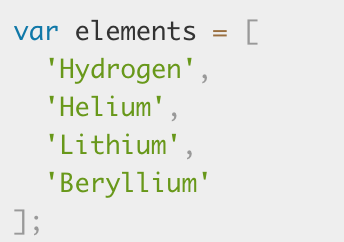 var elements = [
  'Hydrogen',
  'Helium',
  'Lithium',
  'Beryllium'
];